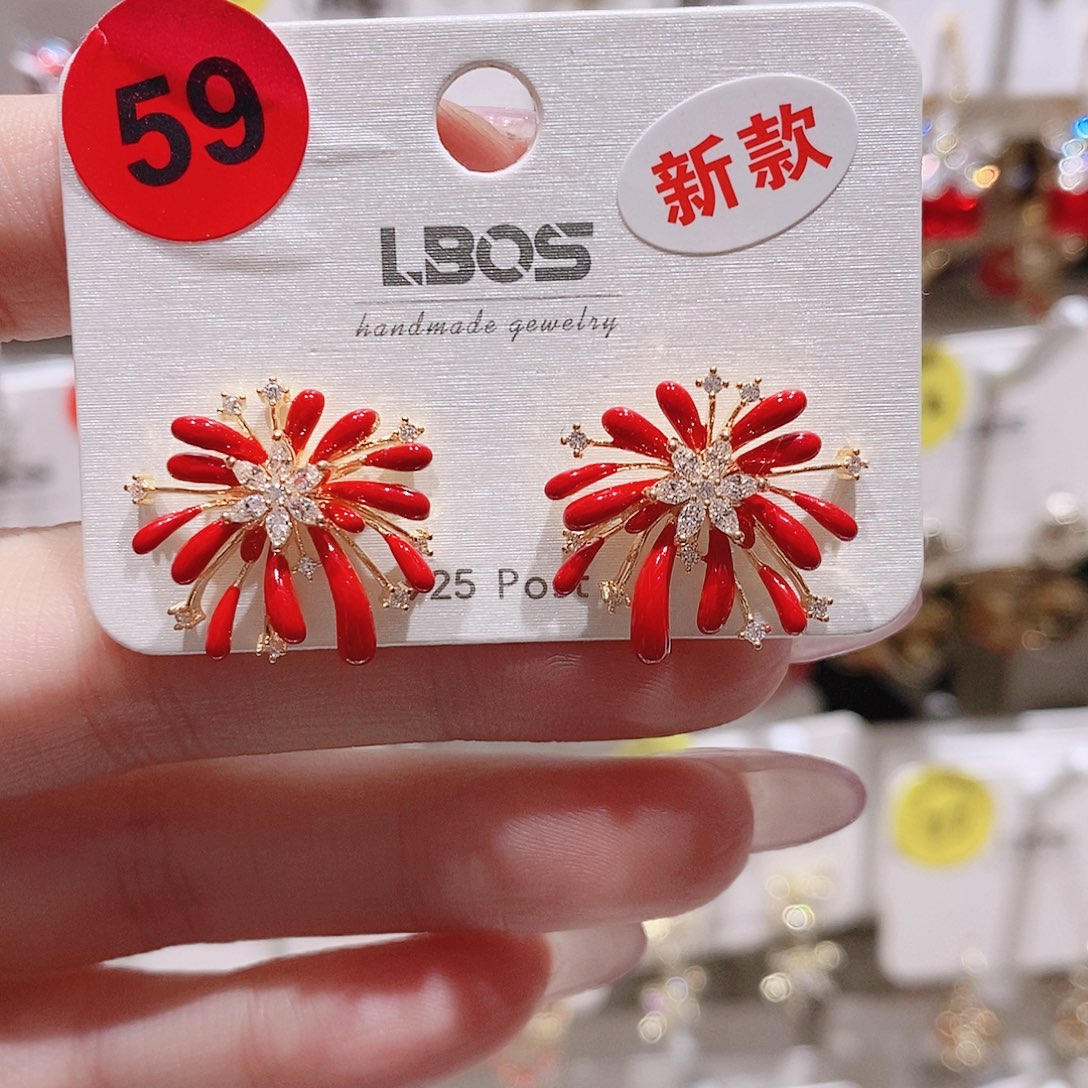 59
新款
LBOS
handmade gewelry
25 Post